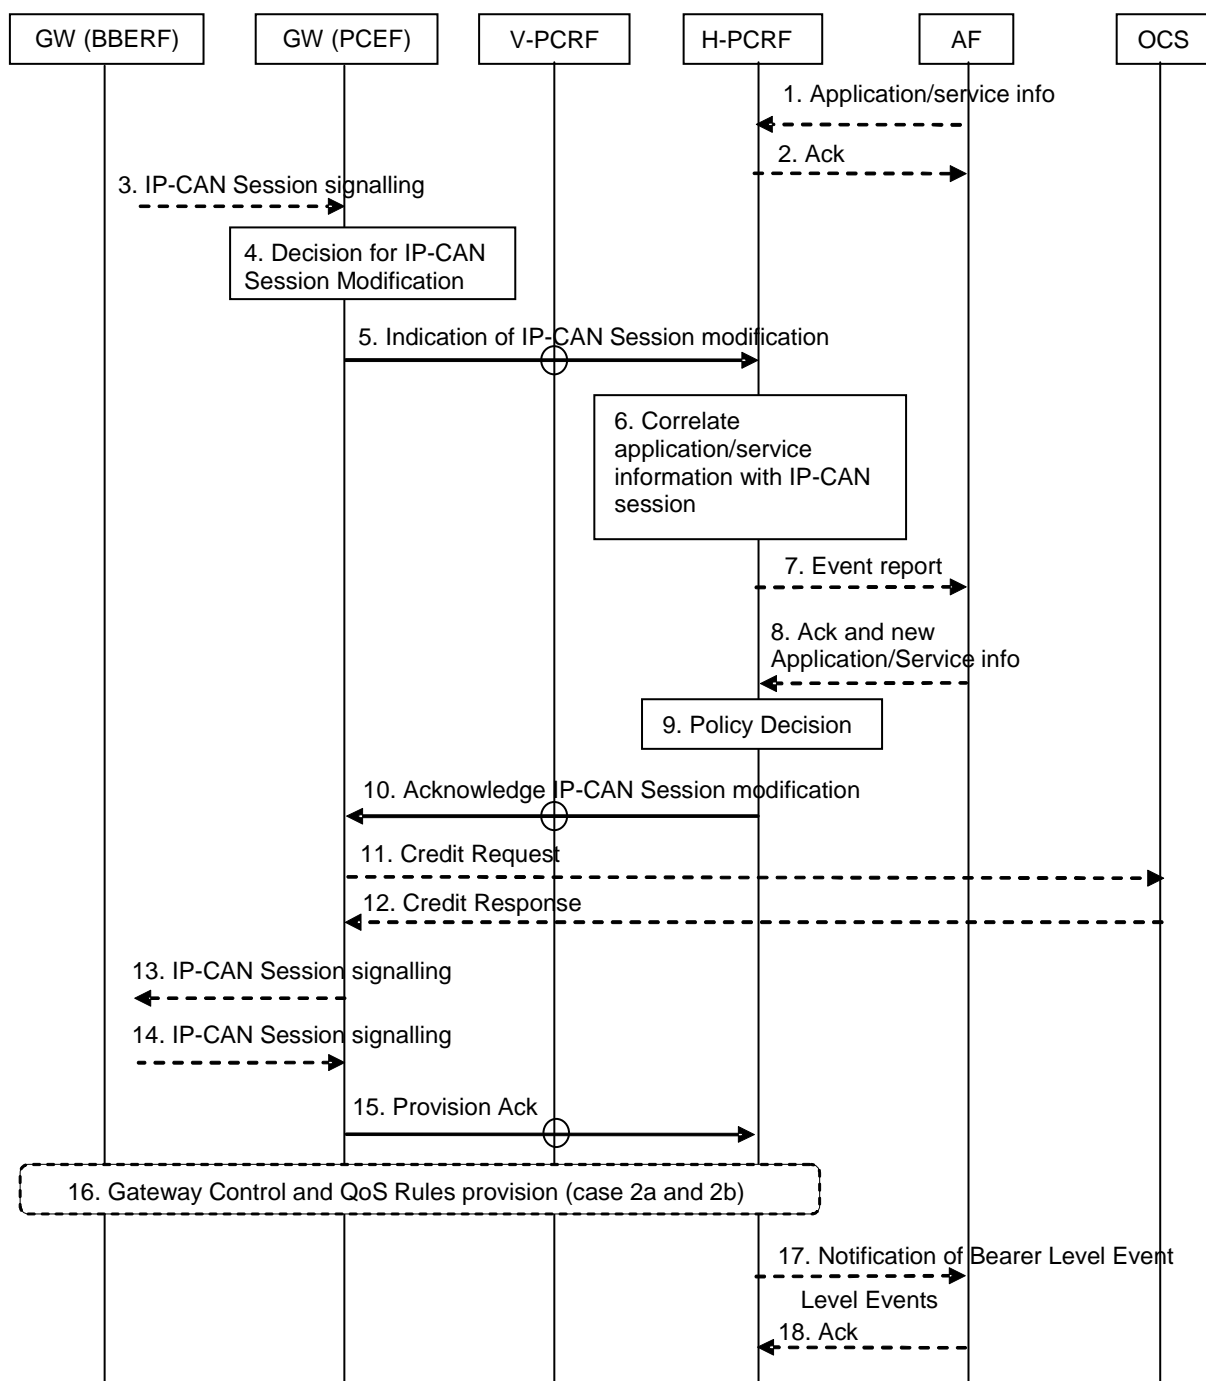 GW (BBERF)
GW (PCEF)
V-PCRF
H-PCRF
AF
OCS
1. Application/service info
2. Ack
3. IP-CAN Session signalling
4. Decision for IP-CAN
Session Modification
5. Indication of IP-CAN Session modification
6. Correlate
application/service
information with IP-CAN
session
7. Event report
8. Ack and new
Application/Service info
9. Policy Decision
10. Acknowledge IP-CAN Session modification
11. Credit Request
12. Credit Response
13. IP-CAN Session signalling
14. IP-CAN Session signalling
15. Provision Ack
16. Gateway Control and QoS Rules provision (case 2a and 2b)
17. Notification of Bearer Level Event
Level Events
18. Ack